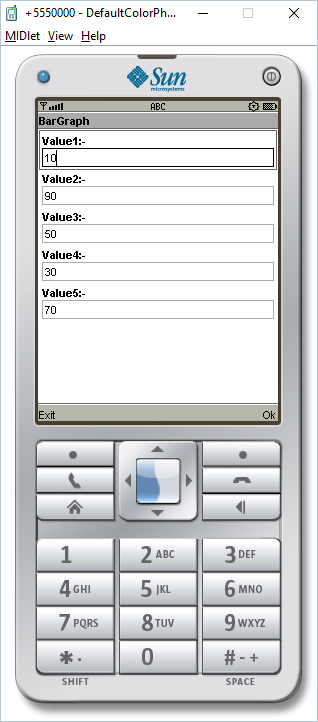 +5550000 - DefaultColorPh...
MIDlet View Help
Sun
microsystems
ABC
BarGraph
Value1:-
10
Value2:-
90
Value3:-
50
Value4:-
30
Value5:-
70
Exit Ok
1 2 ABC 3 DEF
4 GHI 5 JKL 6 MNO
7 PQRS 8 TUV 9 WXYZ
* . 0 # - +
SHIFT SPACE